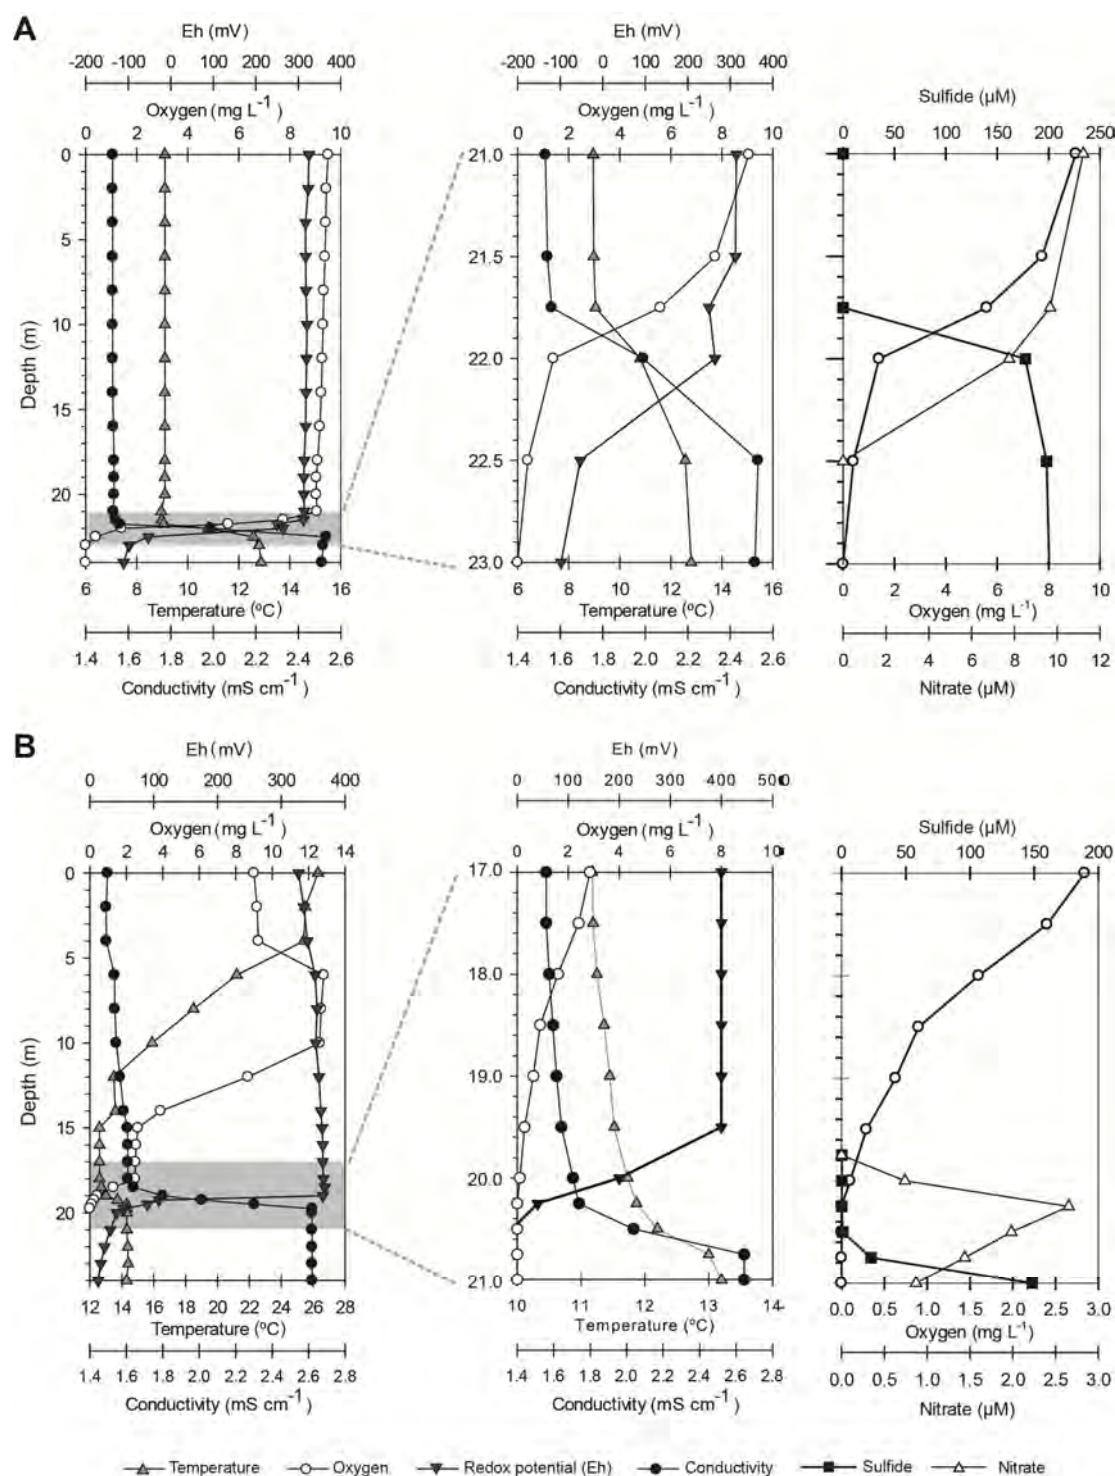 A
Eh (mV)
-200 -100 0 100 200 300 400
Oxygen (mg L-1)
0 2 4 6 8 10
0
5
10
15
20
Depth (m)
6 8 10 12 14 16
Temperature (ºC)
1.4 1.6 1.8 2.0 2.2 2.4 2.6
Conductivity (mS cm-1)
Eh (mV)
-200 -100 0 100 200 300 400
Oxygen (mg L-1)
0 2 4 6 8 10
21.0
21.5
22.0
22.5
23.0
6 8 10 12 14 16
Temperature (ºC)
1.4 1.6 1.8 2.0 2.2 2.4 2.6
Conductivity (mS cm-1)
Sulfide (µM)
0 50 100 150 200 250
0 2 4 6 8 10
Oxygen (mg L-1)
0 2 4 6 8 10 12
Nitrate (µM)
B
Eh (mV)
0 100 200 300 400
Oxygen (mg L-1)
0 2 4 6 8 10 12 14
0
5
10
15
20
Depth (m)
12 14 16 18 20 22 24 26 28
Temperature (ºC)
1.4 1.6 1.8 2.0 2.2 2.4 2.6 2.8
Conductivity (mS cm-1)
Eh (mV)
0 100 200 300 400 500
Oxygen (mg L-1)
0 2 4 6 8 10
17.0
18.0
19.0
20.0
21.0
10 11 12 13 14
Temperature (ºC)
1.4 1.6 1.8 2.0 2.2 2.4 2.6 2.8
Conductivity (mS cm-1)
Sulfide (µM)
0 50 100 150 200
0.0 0.5 1.0 1.5 2.0 2.5 3.0
Oxygen (mg L-1)
0.0 0.5 1.0 1.5 2.0 2.5 3.0
Nitrate (µM)
Temperature Oxygen Redox potential (Eh) Conductivity Sulfide Nitrate